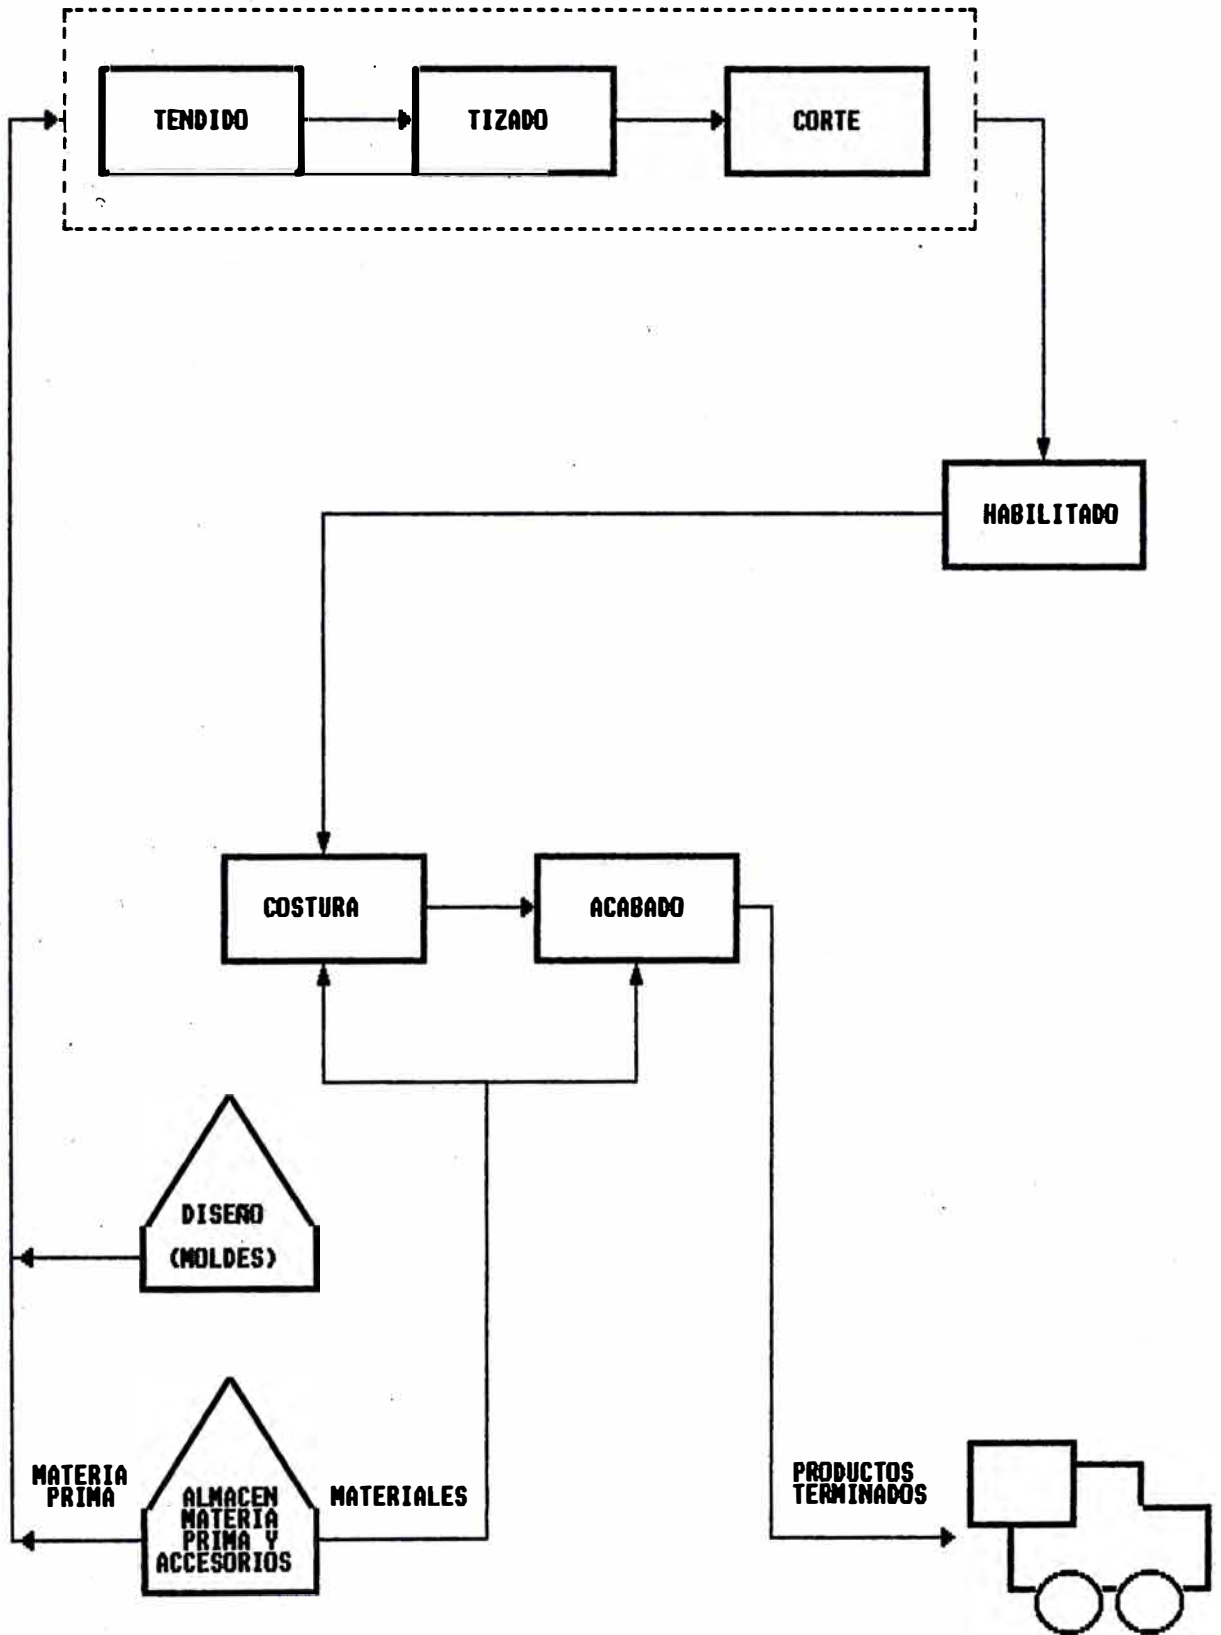 TENDIDO
TIZADO
CORTE
HABILITADO
COSTURA
ACABADO
DISEÑO
(MOLDES)
MATERIA
PRIMA
ALMACEN
MATERIA
PRIMA Y
ACCESORIOS
MATERIALES
PRODUCTOS
TERMINADOS